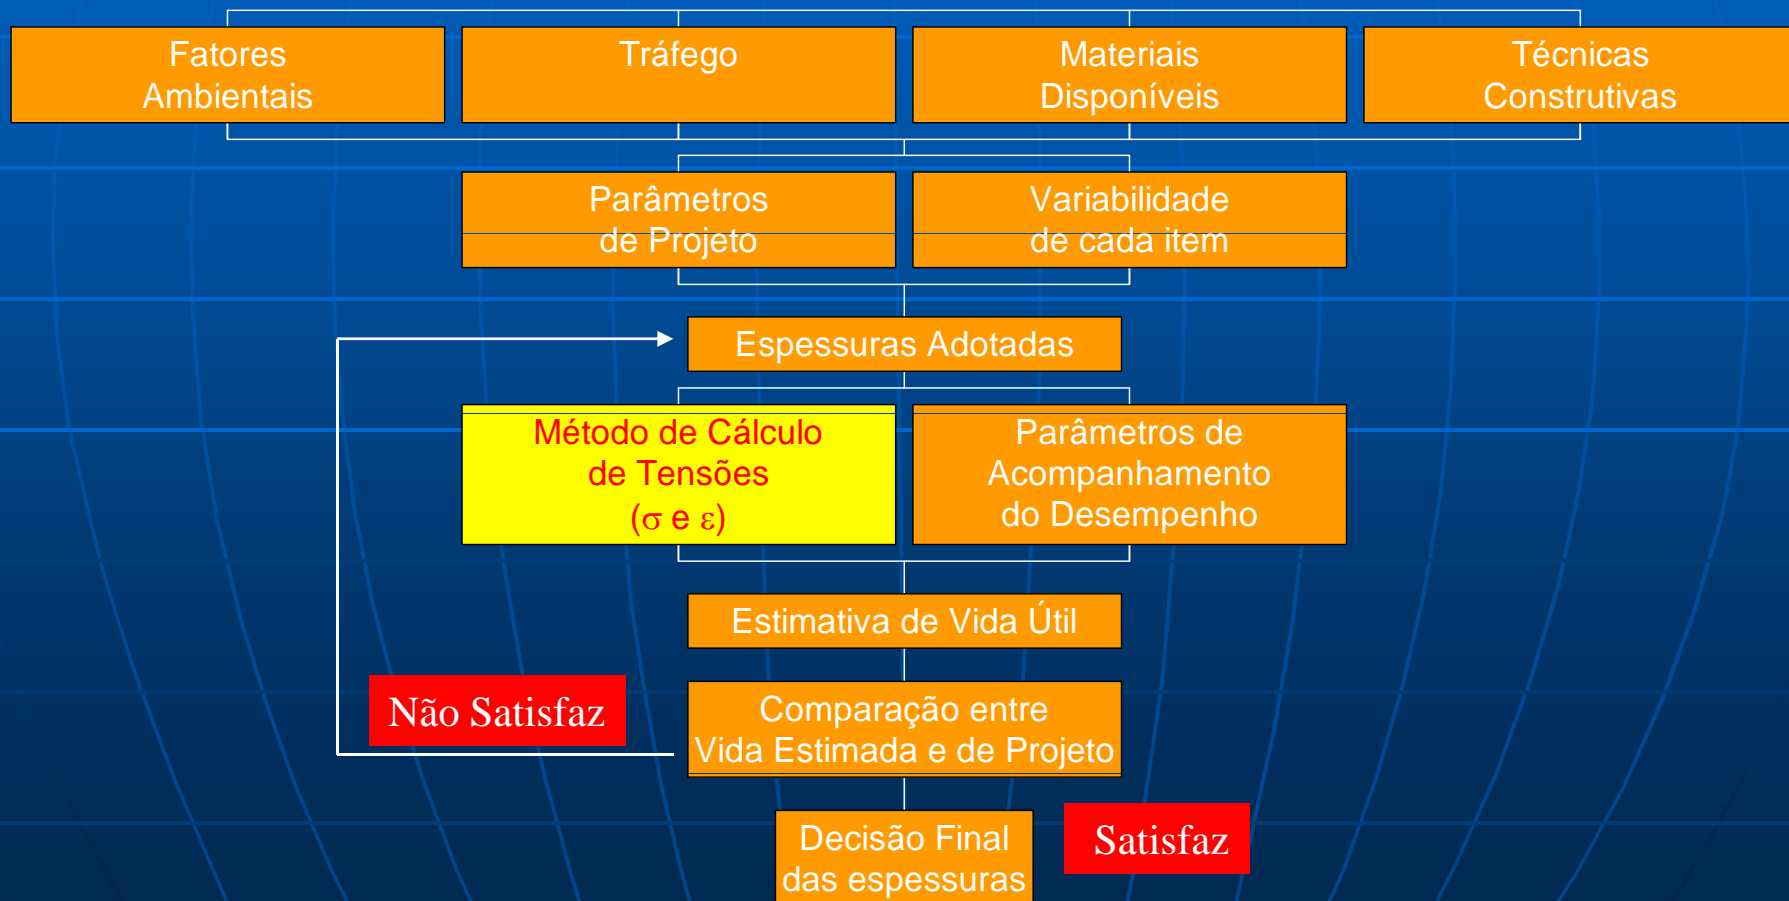 Fatores
Ambientais
Tráfego
Materiais
Disponíveis
Técnicas
Construtivas
Parâmetros
de Projeto
Variabilidade
de cada item
Espessuras Adotadas
Método de Cálculo
de Tensões
(σ e ε)
Parâmetros de
Acompanhamento
do Desempenho
Estimativa de Vida Útil
Não Satisfaz
Comparação entre
Vida Estimada e de Projeto
Decisão Final
das espessuras
Satisfaz